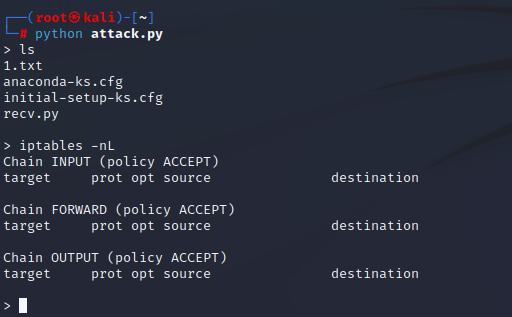 ┌──(root㉿kali)-[~]
└─# python attack.py
> ls
1.txt
anaconda-ks.cfg
initial-setup-ks.cfg
recv.py
> iptables -nL
Chain INPUT (policy ACCEPT)
target     prot opt source               destination
Chain FORWARD (policy ACCEPT)
target     prot opt source               destination
Chain OUTPUT (policy ACCEPT)
target     prot opt source               destination
>